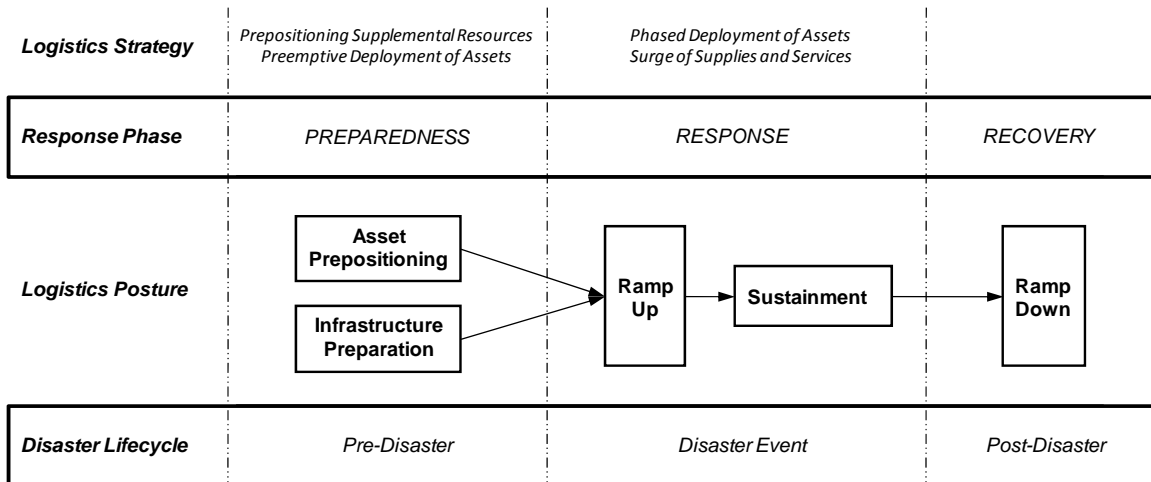 Logistics Strategy
Prepositioning Supplemental Resources
Preemptive Deployment of Assets
Phased Deployment of Assets
Surge of Supplies and Services
Response Phase
PREPAREDNESS
RESPONSE
RECOVERY
Logistics Posture
Asset
Prepositioning
Infrastructure
Preparation
Ramp
Up
Sustainment
Ramp
Down
Disaster Lifecycle
Pre-Disaster
Disaster Event
Post-Disaster